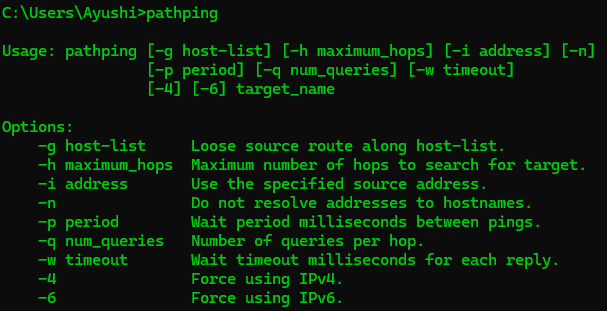 C:\Users\Ayushi>pathping
Usage: pathping [-g host-list] [-h maximum_hops] [-i address] [-n]
                [-p period] [-q num_queries] [-w timeout]
                [-4] [-6] target_name
Options:
    -g host-list     Loose source route along host-list.
    -h maximum_hops  Maximum number of hops to search for target.
    -i address       Use the specified source address.
    -n               Do not resolve addresses to hostnames.
    -p period        Wait period milliseconds between pings.
    -q num_queries   Number of queries per hop.
    -w timeout       Wait timeout milliseconds for each reply.
    -4               Force using IPv4.
    -6               Force using IPv6.